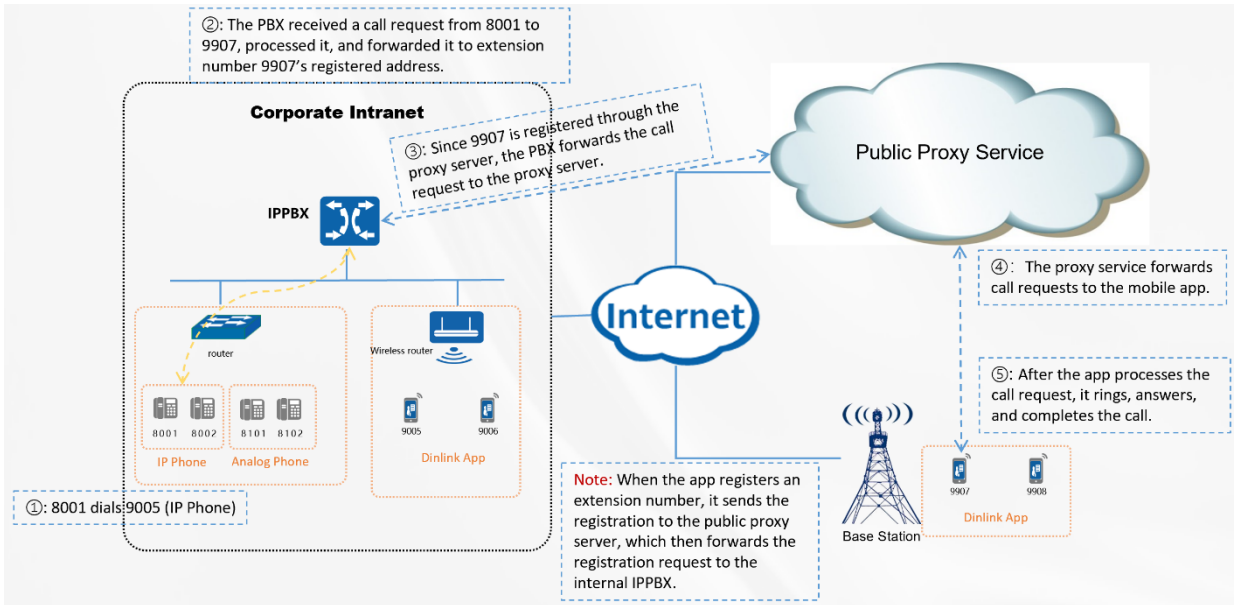 ②: The PBX received a call request from 8001 to
9907, processed it, and forwarded it to extension
number 9907’s registered address.
Corporate Intranet
③: Since 9907 is registered through the
proxy server, the PBX forwards the call
request to the proxy server.
Public Proxy Service
IPPBX
④: The proxy service forwards
call requests to the mobile app.
Internet
router
Wireless router
⑤: After the app processes the
call request, it rings, answers,
and completes the call.
8001 8002 8101 8102
9005 9006
IP Phone Analog Phone
Dinlink App
①: 8001 dials 9005 (IP Phone)
Note: When the app registers an
extension number, it sends the
registration to the public proxy
server, which then forwards the
registration request to the
internal IPPBX.
9907 9908
Dinlink App
Base Station